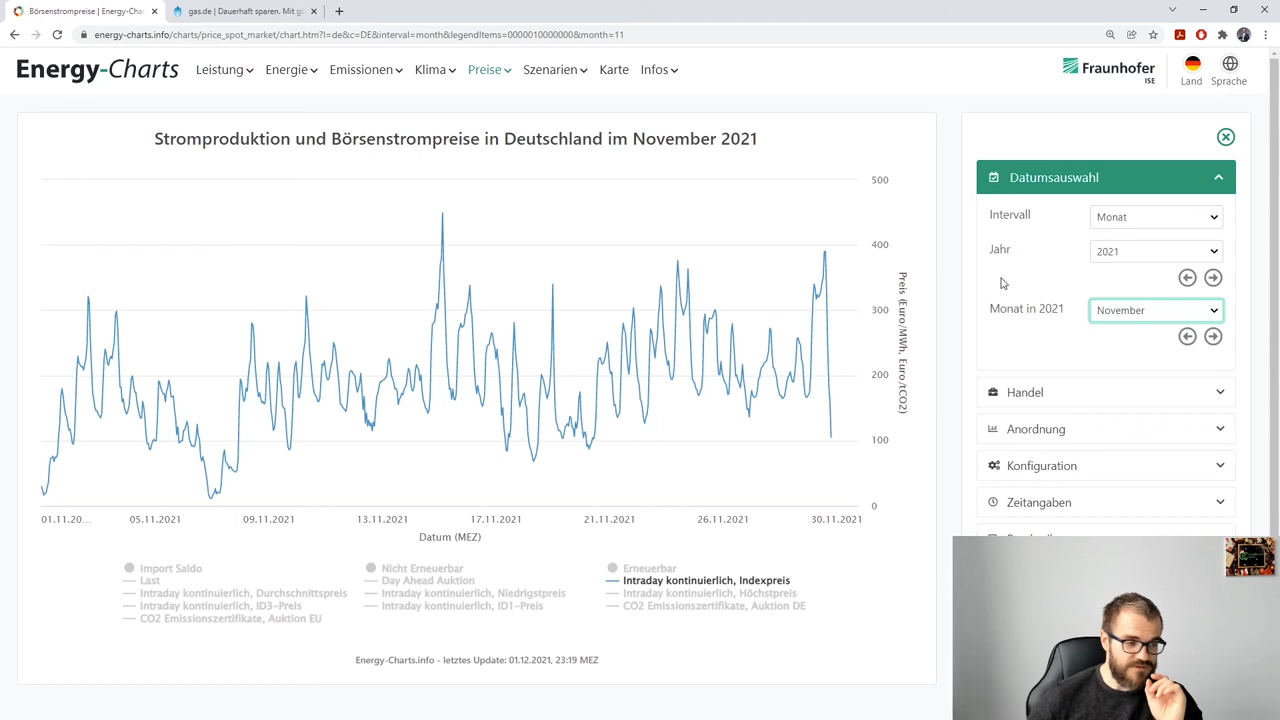 Börsenstrompreise | Energy-Char
gas.de | Dauerhaft sparen. Mit gü
energy-charts.info/charts/price_spot_market/chart.htm?l=de&c=DE&interval=month&legendItems=0000010000000&month=11
Energy-Charts
Leistung
Energie
Emissionen
Klima
Preise
Szenarien
Karte
Infos
Fraunhofer
ISE
Land
Sprache
Stromproduktion und Börsenstrompreise in Deutschland im November 2021
500
400
300
200
100
0
Preis (Euro/MWh, Euro/tCO2)
01.11.20...
05.11.2021
09.11.2021
13.11.2021
17.11.2021
21.11.2021
26.11.2021
30.11.2021
Datum (MEZ)
Import Saldo
Nicht Erneuerbar
Erneuerbar
Last
Day Ahead Auktion
Intraday kontinuierlich, Indexpreis
Intraday kontinuierlich, Durchschnittspreis
Intraday kontinuierlich, Niedrigstpreis
Intraday kontinuierlich, Höchstpreis
Intraday kontinuierlich, ID3-Preis
Intraday kontinuierlich, ID1-Preis
CO2 Emissionszertifikate, Auktion DE
CO2 Emissionszertifikate, Auktion EU
Energy-Charts.info - letztes Update: 01.12.2021, 23:19 MEZ
Datumsauswahl
Intervall
Monat
Jahr
2021
Monat in 2021
November
Handel
Anordnung
Konfiguration
Zeitangaben